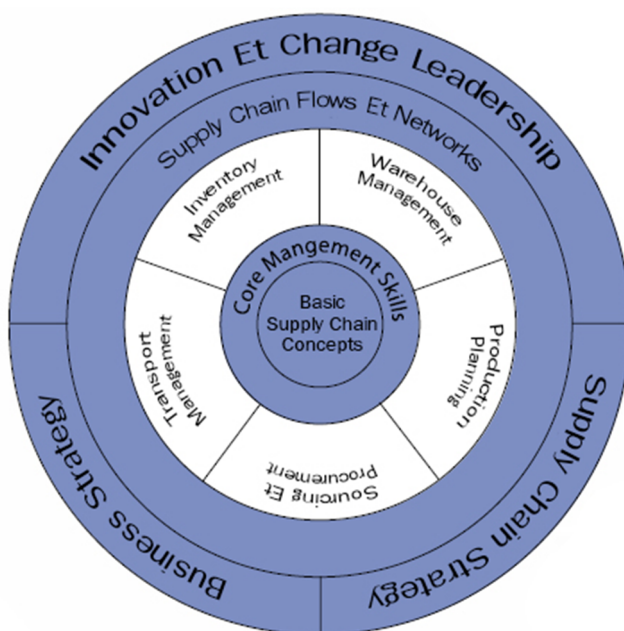 Innovation Et Change Leadership
Supply Chain Flows Et Networks
Inventory
Management
Warehouse
Management
Core Mangement Skills
Basic
Supply Chain
Concepts
Transport
Management
Production
Planning
Sourcing Et
Procurement
Business Strategy
Supply Chain Strategy